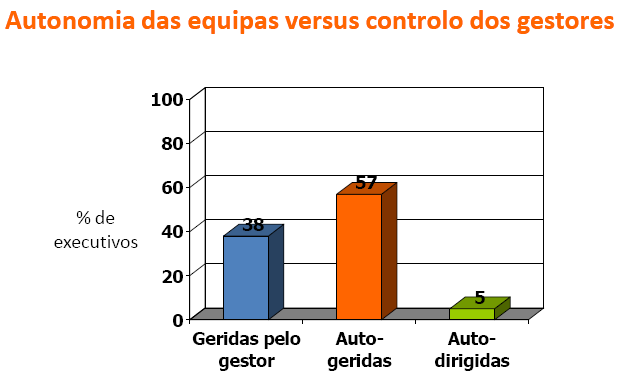 Autonomia das equipas versus controlo dos gestores
100
80
60
40
20
0
% de
executivos
38
57
5
Geridas pelo
gestor
Auto-
geridas
Auto-
dirigidas